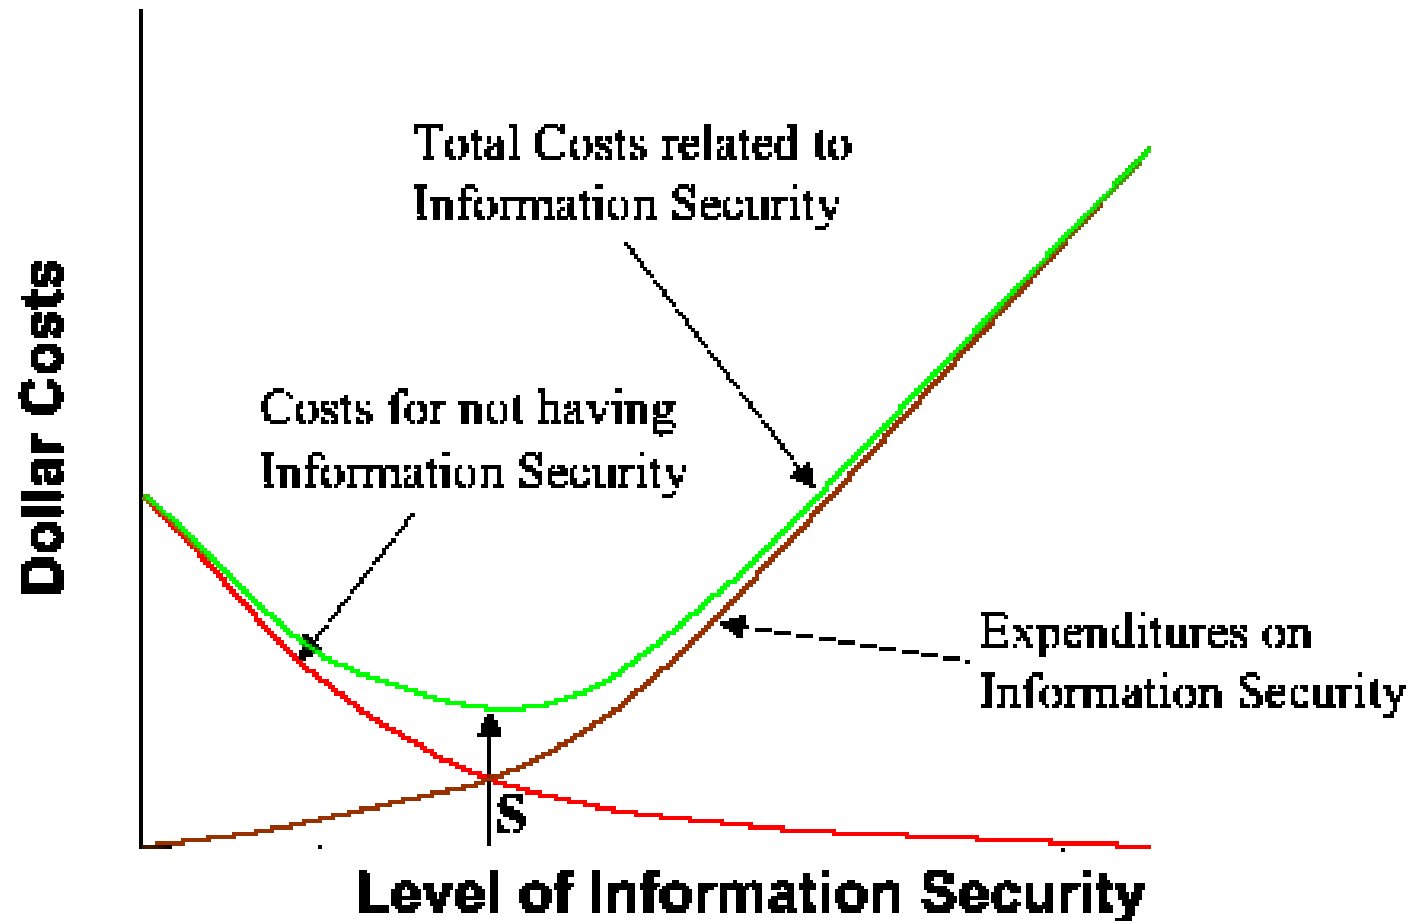 Total Costs related to
Information Security
Costs for not having
Information Security
Dollar Costs
Expenditures on
Information Security
S
Level of Information Security